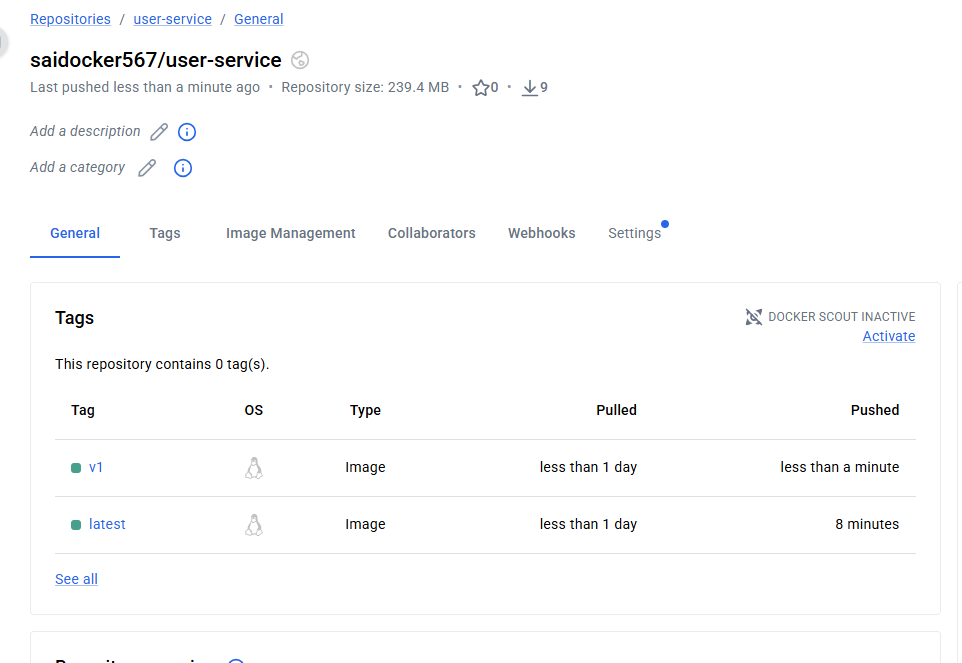 Repositories / user-service / General
saidocker567/user-service
Last pushed less than a minute ago • Repository size: 239.4 MB • 0 • 9
Add a description
Add a category
General Tags Image Management Collaborators Webhooks Settings
Tags
DOCKER SCOUT INACTIVE
Activate
This repository contains 0 tag(s).
Tag OS Type Pulled Pushed
v1 Image less than 1 day less than a minute
latest Image less than 1 day 8 minutes
See all